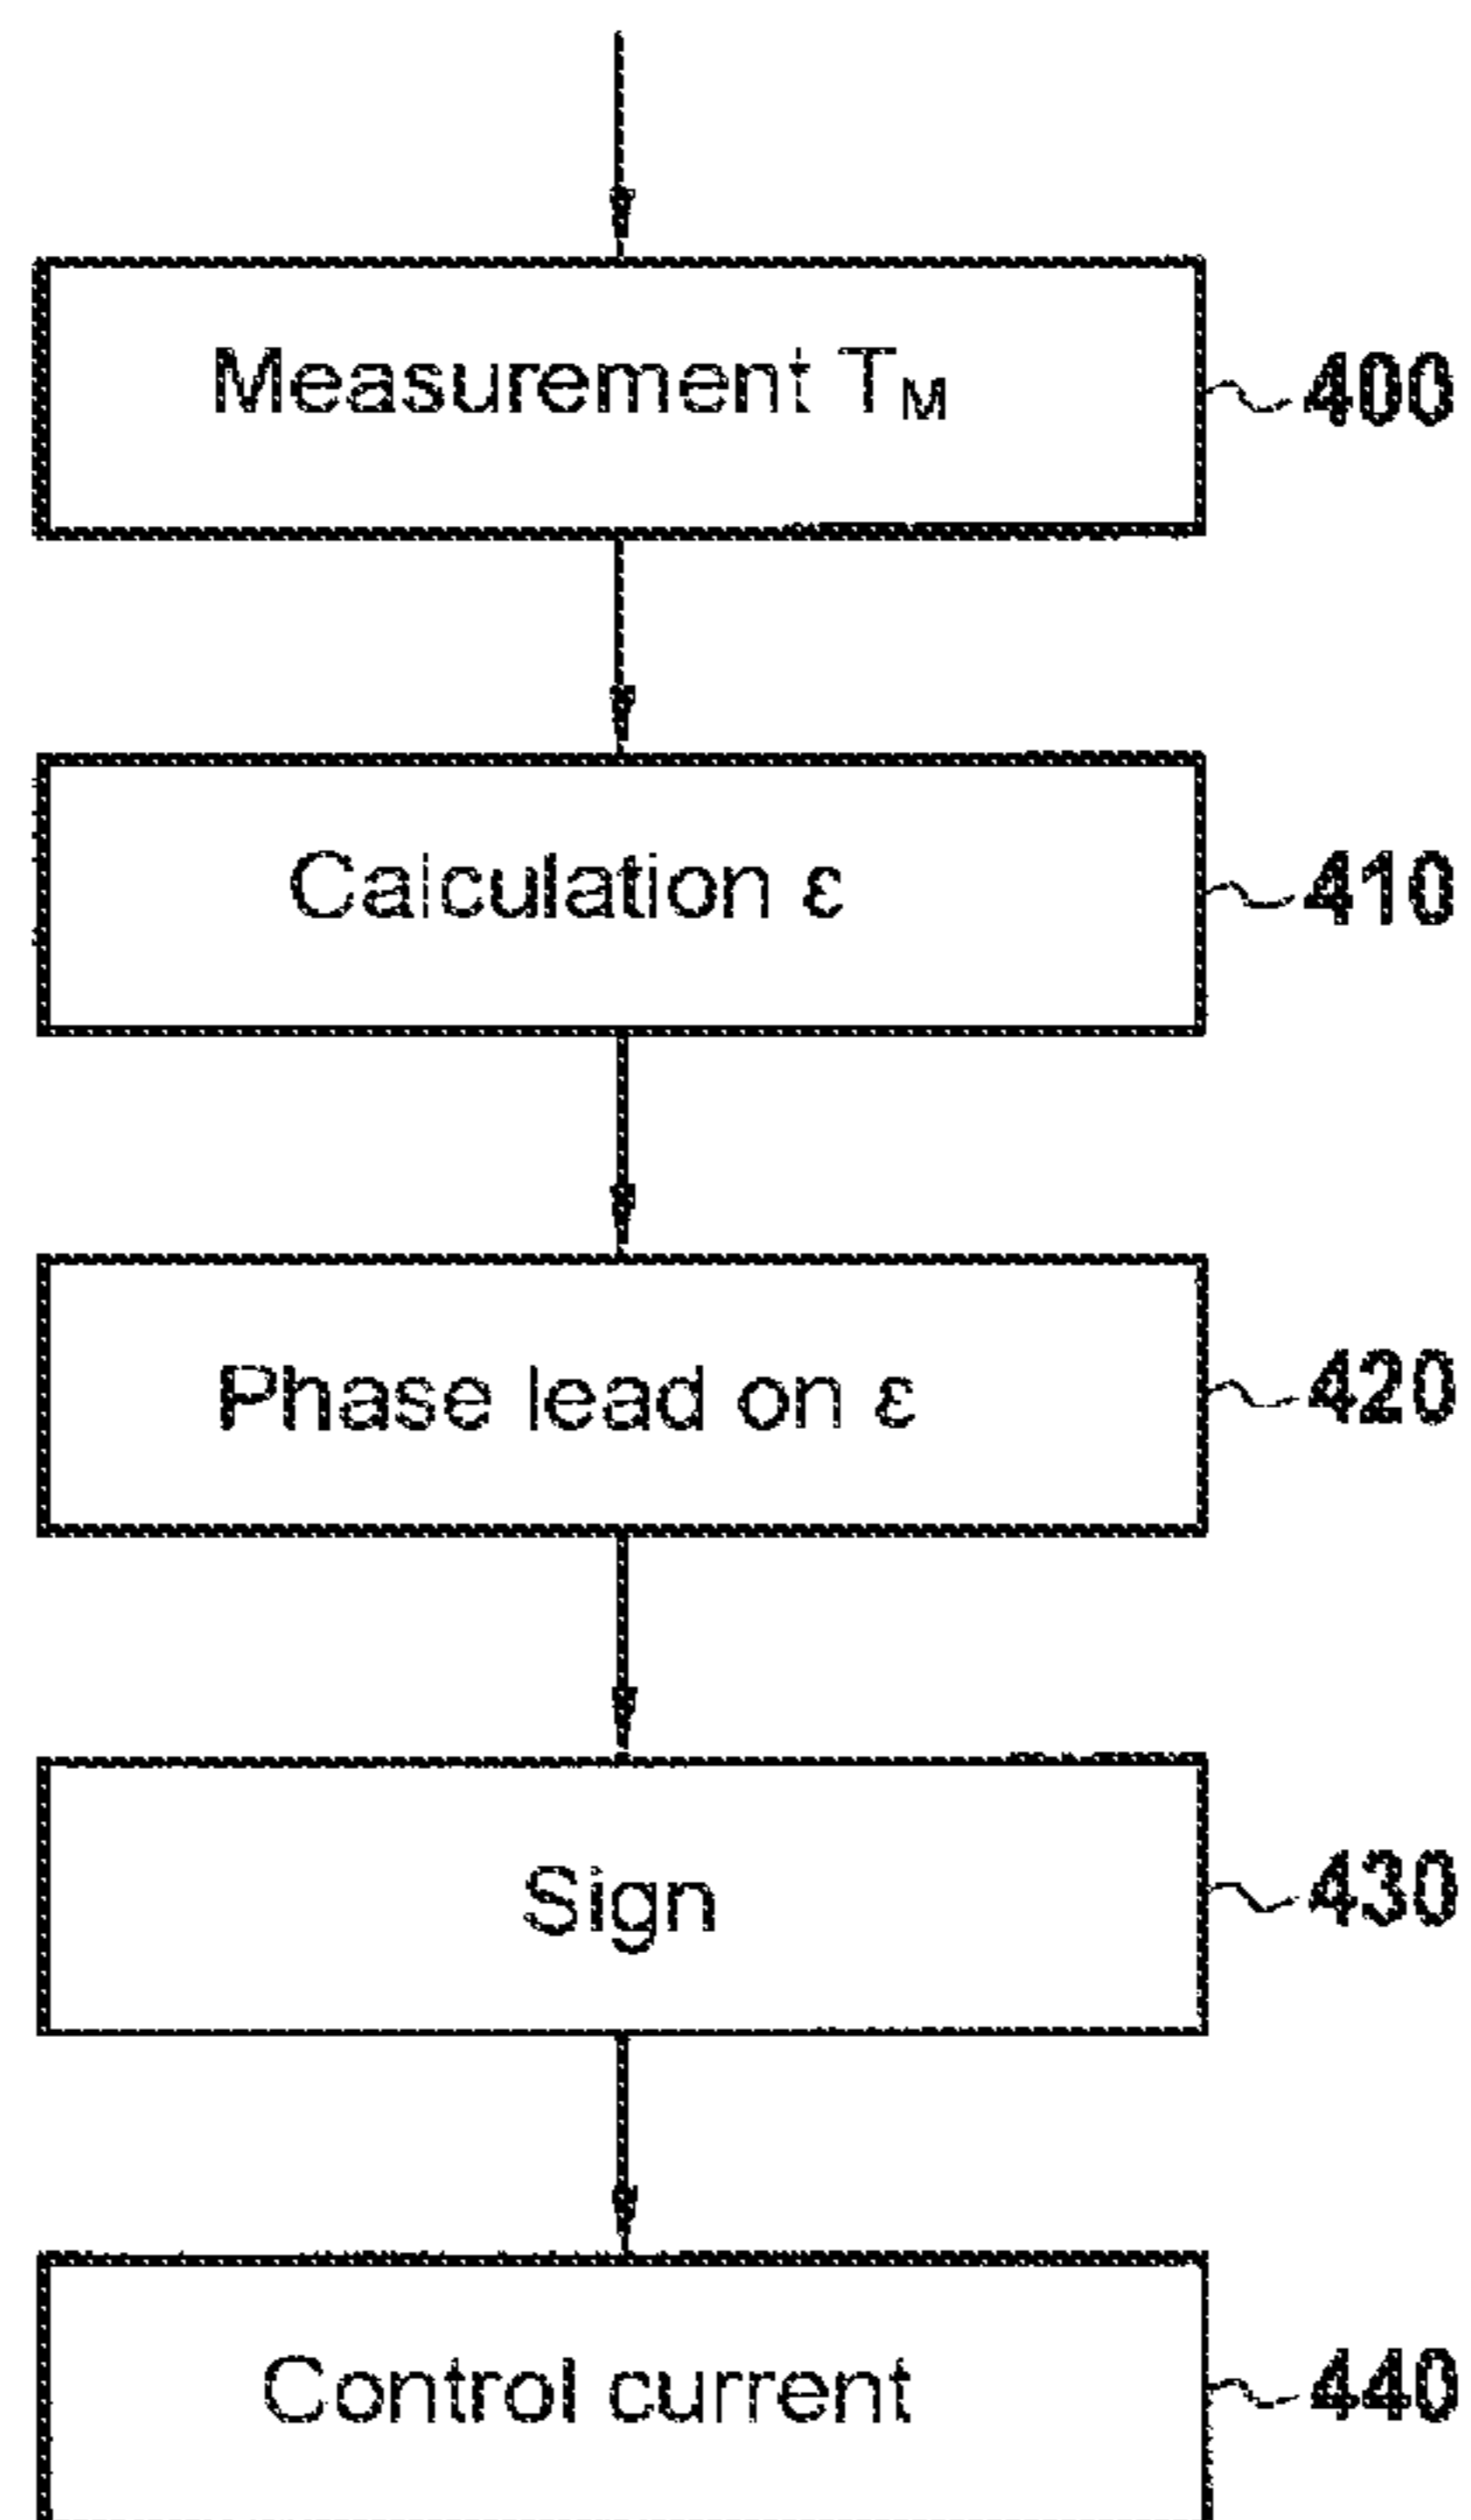 Measurement TM 400
Calculation ε 410
Phase lead on ε 420
Sign 430
Control current 440